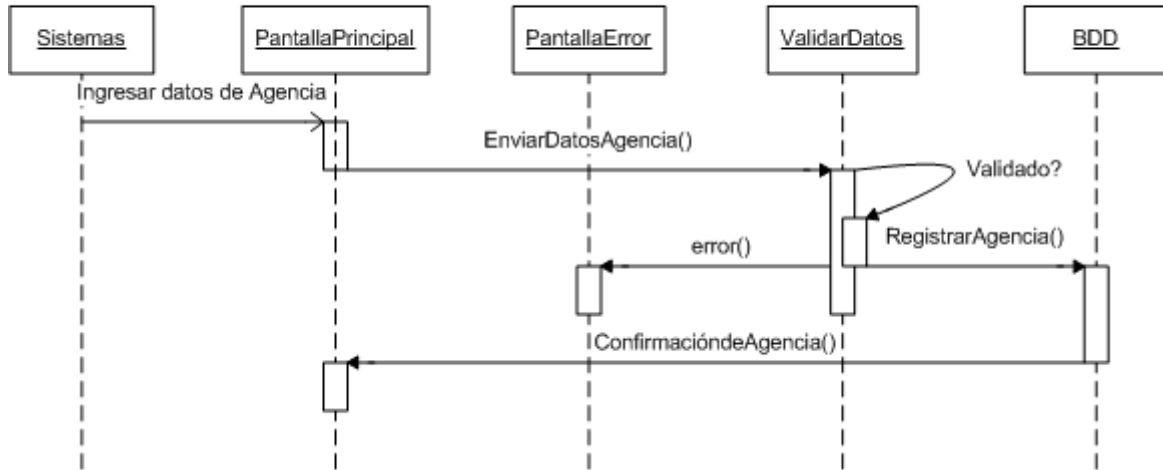 Sistemas
PantallaPrincipal
PantallaError
ValidarDatos
BDD
Ingresar datos de Agencia
EnviarDatosAgencia()
Validado?
RegistrarAgencia()
error()
ConfirmacióndeAgencia()